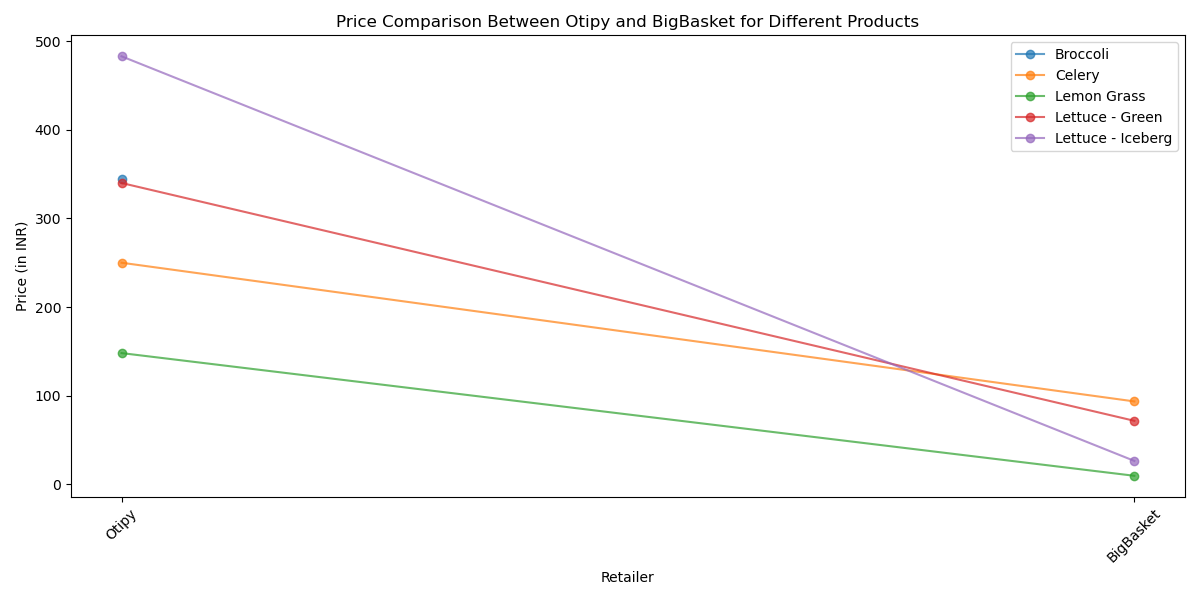 Price Comparison Between Otipy and BigBasket for Different Products
Broccoli
Celery
Lemon Grass
Lettuce - Green
Lettuce - Iceberg
Price (in INR)
500
400
300
200
100
0
Otipy
BigBasket
Retailer